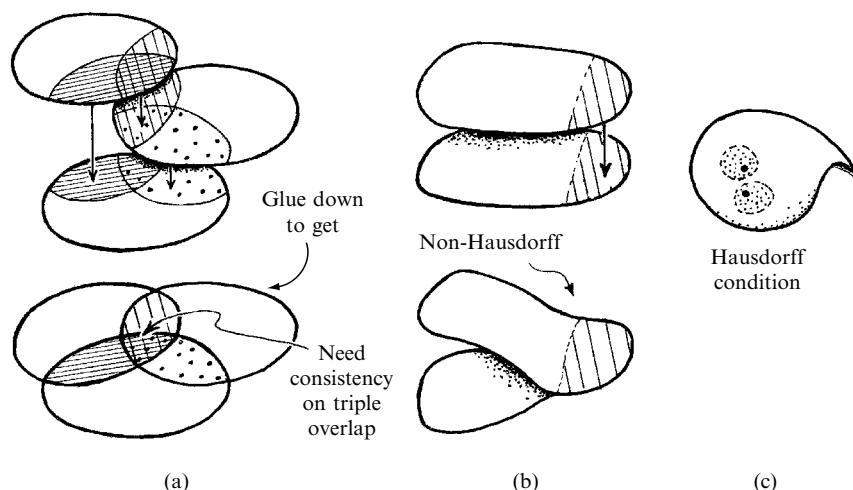 Glue down
to get
Need
consistency
on triple
overlap
(a)
Non-Hausdorff
(b)
Hausdorff
condition
(c)